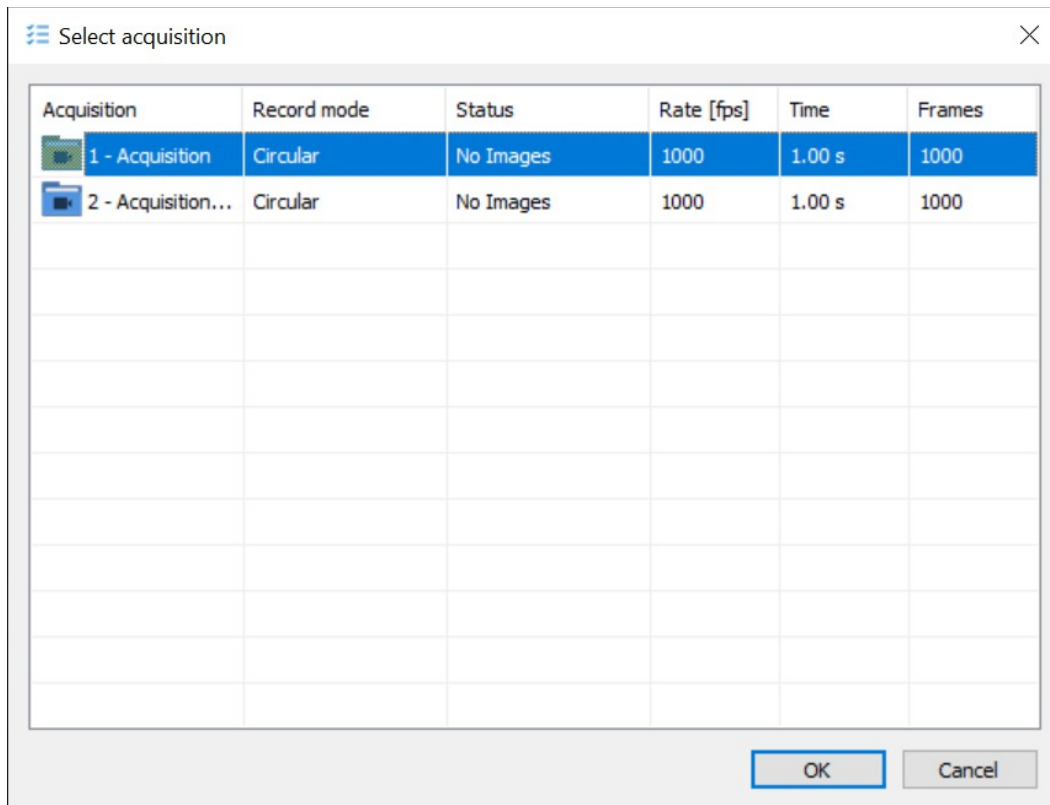 Select acquisition
Acquisition Record mode Status Rate [fps] Time Frames
1 - Acquisition Circular No Images 1000 1.00 s 1000
2 - Acquisition... Circular No Images 1000 1.00 s 1000
OK Cancel